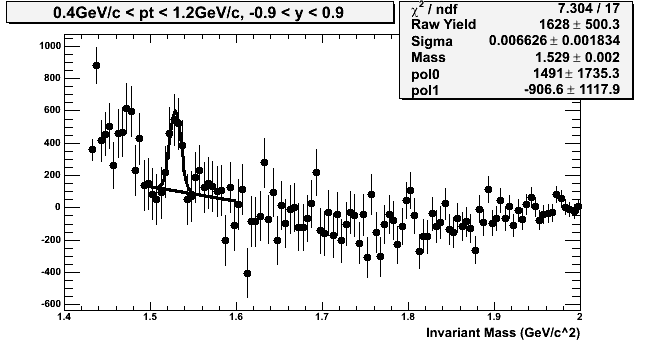 0.4GeV/c < pt < 1.2GeV/c, -0.9 < y < 0.9
χ² / ndf 7.304 / 17
Raw Yield 1628 ± 500.3
Sigma 0.006626 ± 0.001834
Mass 1.529 ± 0.002
pol0 1491 ± 1735.3
pol1 -906.6 ± 1117.9
1000
800
600
400
200
0
-200
-400
-600
1.4 1.5 1.6 1.7 1.8 1.9 2
Invariant Mass (GeV/c^2)